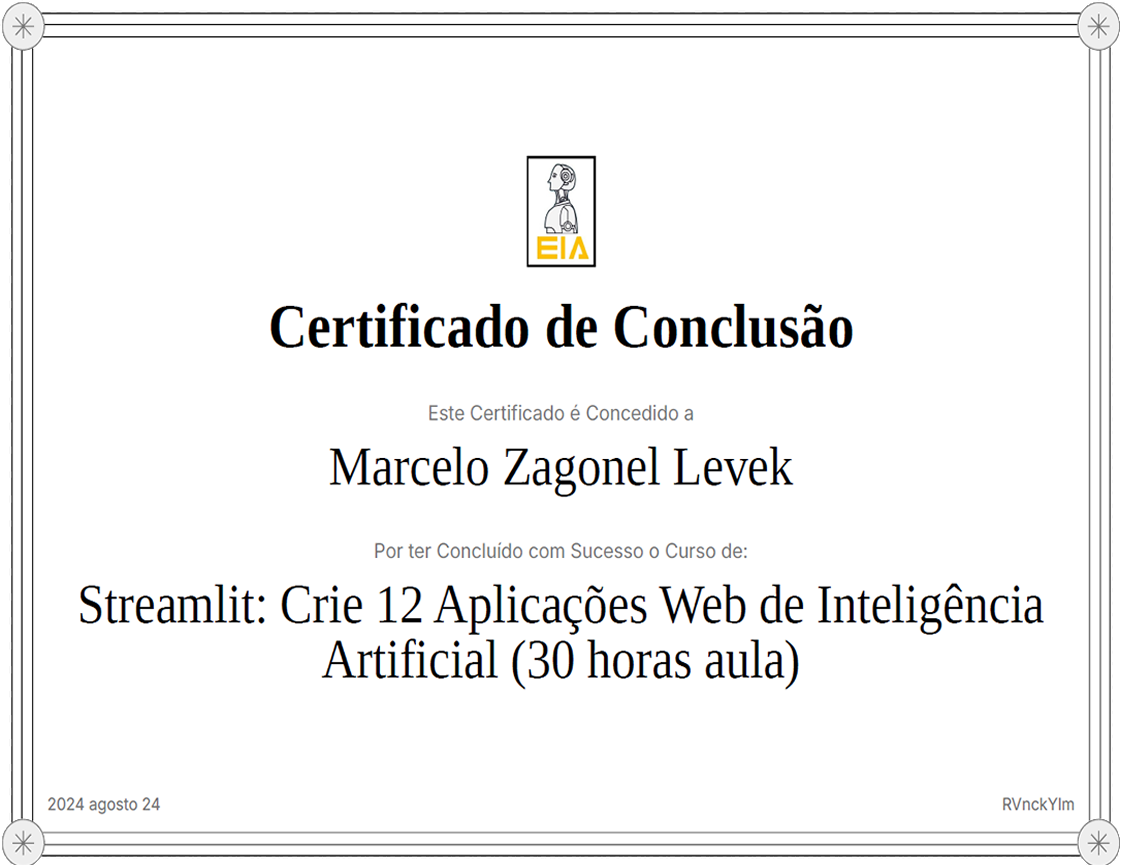 EIA
Certificado de Conclusão
Este Certificado é Concedido a
Marcelo Zagonel Levek
Por ter Concluído com Sucesso o Curso de:
Streamlit: Crie 12 Aplicações Web de Inteligência
Artificial (30 horas aula)
2024 agosto 24